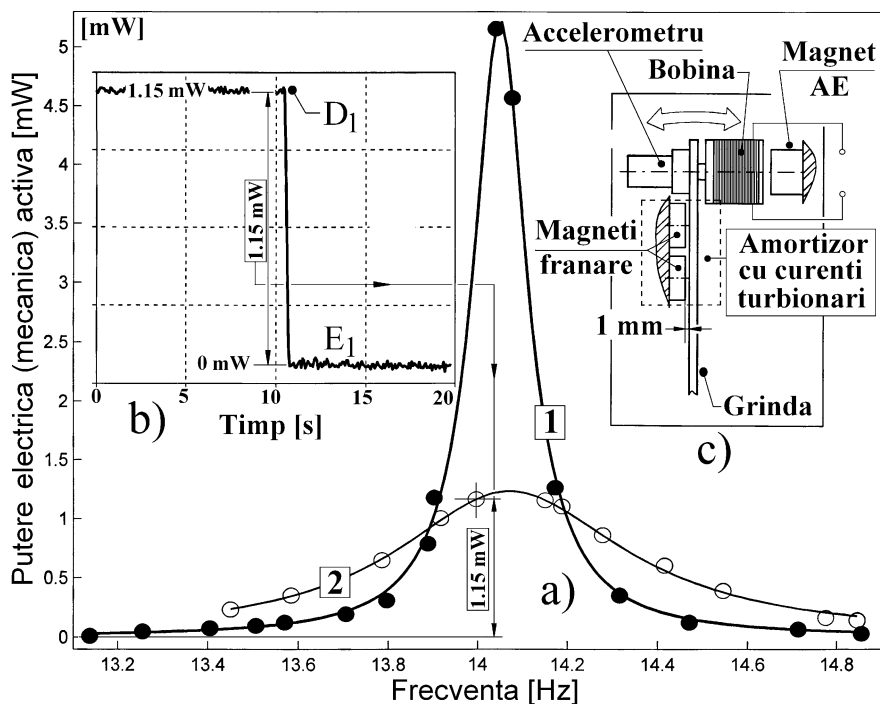 [mW]
Putere electrica (mecanica) activa [mW]
5
4.5
4
3.5
3
2.5
2
1.5
1
0.5
0
13.2
13.4
13.6
13.8
14
14.2
14.4
14.6
14.8
Frecventa [Hz]
1.15 mW
D1
1.15 mW
E1
0 mW
0
5
10
15
20
b)
Timp [s]
1
2
1.15 mW
a)
Accelerometru
Magnet
AE
Bobina
Magneti
franare
Amortizor
cu curenti
turbionari
1 mm
Grinda
c)